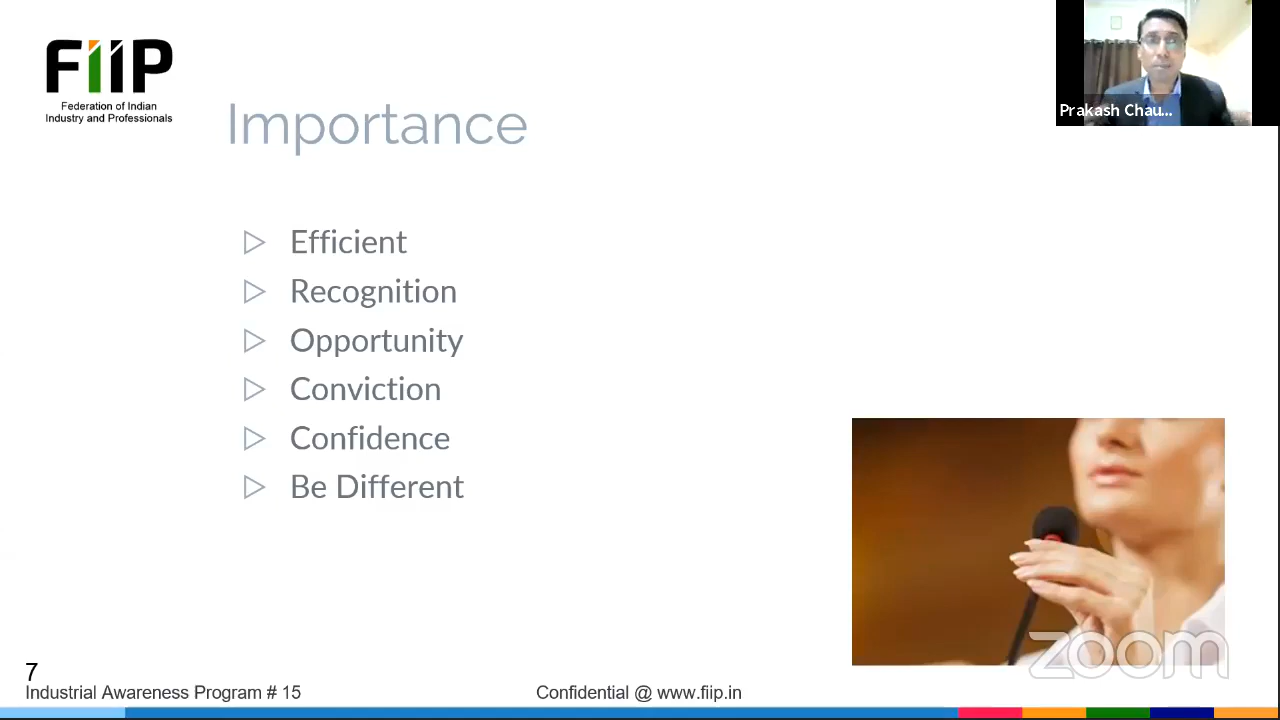 FiiP
Federation of Indian
Industry and Professionals
Prakash Chau...
Importance
Efficient
Recognition
Opportunity
Conviction
Confidence
Be Different
zoom
7
Industrial Awareness Program # 15
Confidential @ www.fiip.in